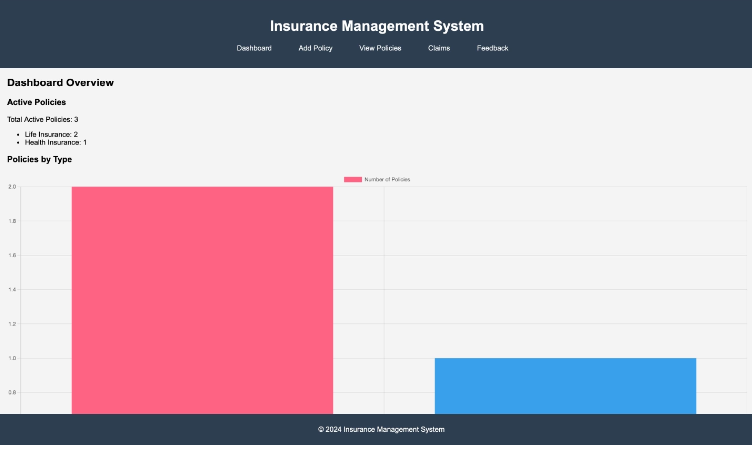 Insurance Management System
Dashboard Add Policy View Policies Claims Feedback
Dashboard Overview
Active Policies
Total Active Policies: 3
• Life Insurance: 2
• Health Insurance: 1
Policies by Type
Number of Policies
2.0
1.8
1.6
1.4
1.2
1.0
0.8
© 2024 Insurance Management System